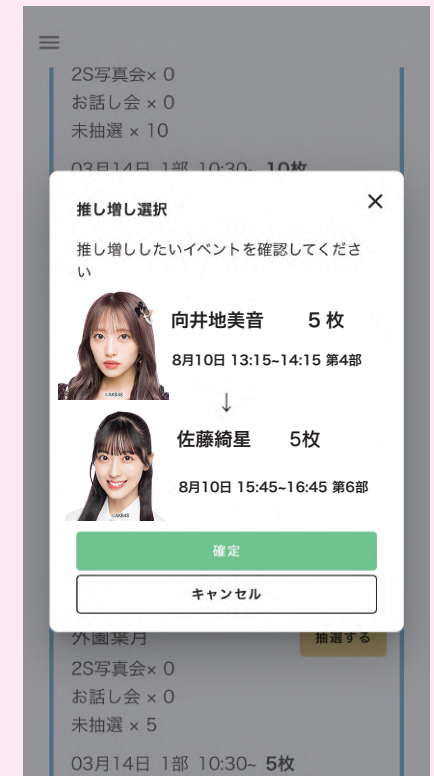 2S写真会× 0
お話し会 × 0
未抽選 × 10
03月14日 1部 10:30~ 10枚
推し増し選択
×
推し増ししたいイベントを確認してくださ
い
向井地美音 5 枚
8月10日 13:15~14:15 第4部
©AKB48
↓
佐藤綺星 5枚
8月10日 15:45~16:45 第6部
©AKB48
確定
キャンセル
外園葉月 抽選する
2S写真会× 0
お話し会 × 0
未抽選 × 5
03月14日 1部 10:30~ 5枚